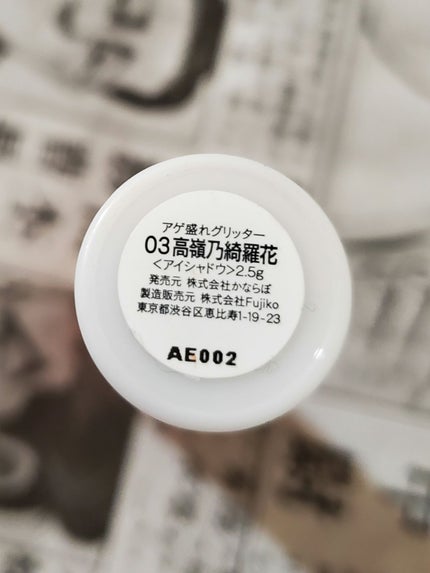 アゲ盛れグリッター
03高嶺乃綺羅花
<アイシャドウ>2.5g
発売元 株式会社かならぼ
製造販売元 株式会社Fujiko
東京都渋谷区恵比寿1-19-23
AE002